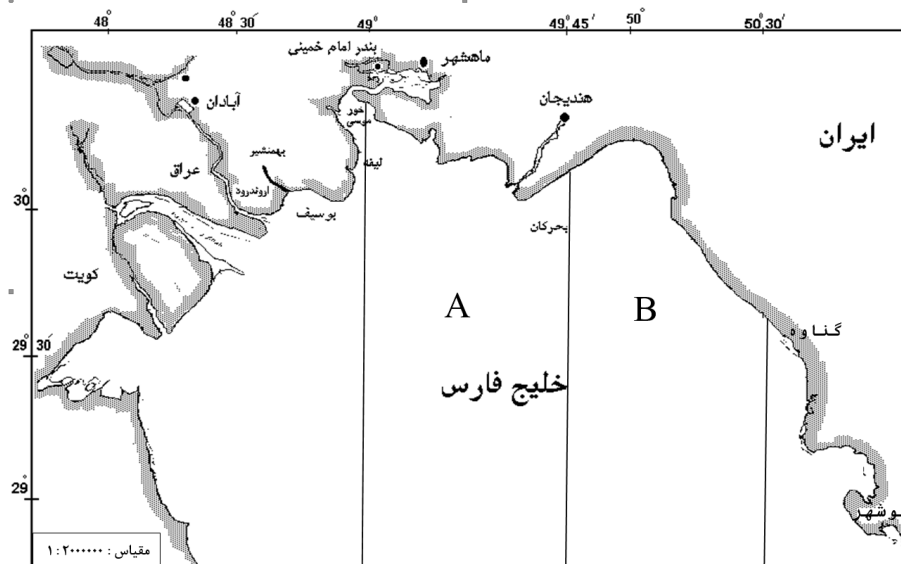 48° 48° 30′ 49° 49° 45′ 50° 50° 30′
بندر امام خمینی
ماهشهر
آبادان
هندیجان
خور موسی
ایران
بهمنشیر
لیفه
عراق
اروندرود
30°
بوسیف
بحرکان
کویت
A
B
گناوه
29° 30′
خلیج فارس
29°
بوشهر
مقیاس : ۱:۲۰۰۰۰۰۰